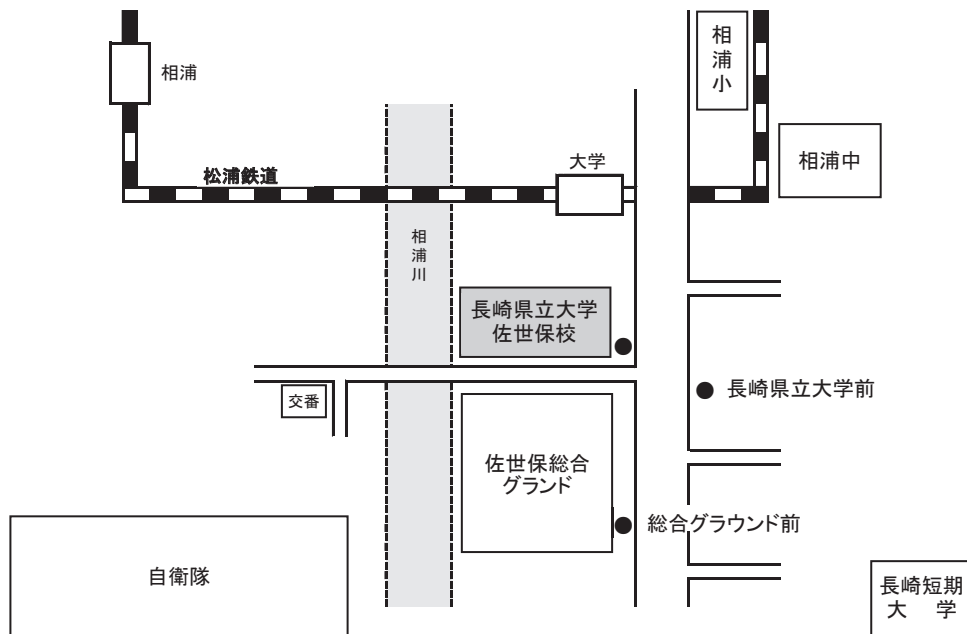 相浦小
相浦
相浦中
大学
松浦鉄道
相浦川
長崎県立大学
佐世保校
長崎県立大学前
交番
佐世保総合
グランド
総合グラウンド前
自衛隊
長崎短期
大 学